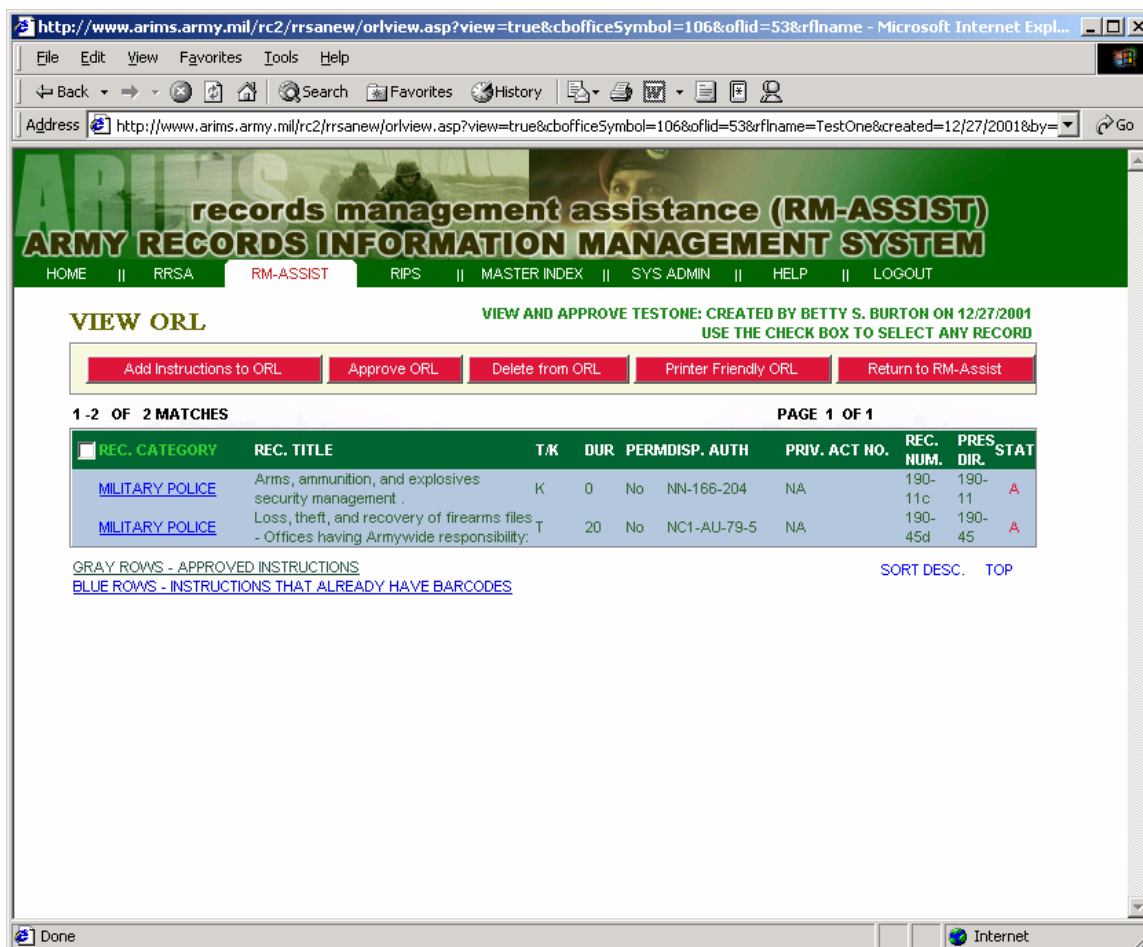 http://www.arims.army.mil/rc2/rrsanew/orlview.asp?view=true&cbofficeSymbol=106&oflid=53&rflname - Microsoft Internet Expl...
File Edit View Favorites Tools Help
Back Search Favorites History
Address http://www.arims.army.mil/rc2/rrsanew/orlview.asp?view=true&cbofficeSymbol=106&oflid=53&rflname=TestOne&created=12/27/2001&by= Go
ARIMS
records management assistance (RM-ASSIST)
ARMY RECORDS INFORMATION MANAGEMENT SYSTEM
HOME || RRSA RM-ASSIST RIPS || MASTER INDEX || SYS ADMIN || HELP || LOGOUT
VIEW ORL
VIEW AND APPROVE TESTONE: CREATED BY BETTY S. BURTON ON 12/27/2001
USE THE CHECK BOX TO SELECT ANY RECORD
Add Instructions to ORL Approve ORL Delete from ORL Printer Friendly ORL Return to RM-Assist
1 -2 OF 2 MATCHES PAGE 1 OF 1
REC. CATEGORY REC. TITLE T/K DUR PERM DISP. AUTH PRIV. ACT NO. REC. NUM. PRES DIR. STAT
MILITARY POLICE Arms, ammunition, and explosives security management . K 0 No NN-166-204 NA 190-11c 190-11 A
MILITARY POLICE Loss, theft, and recovery of firearms files - Offices having Armywide responsibility: T 20 No NC1-AU-79-5 NA 190-45d 190-45 A
GRAY ROWS - APPROVED INSTRUCTIONS SORT DESC. TOP
BLUE ROWS - INSTRUCTIONS THAT ALREADY HAVE BARCODES
Done Internet